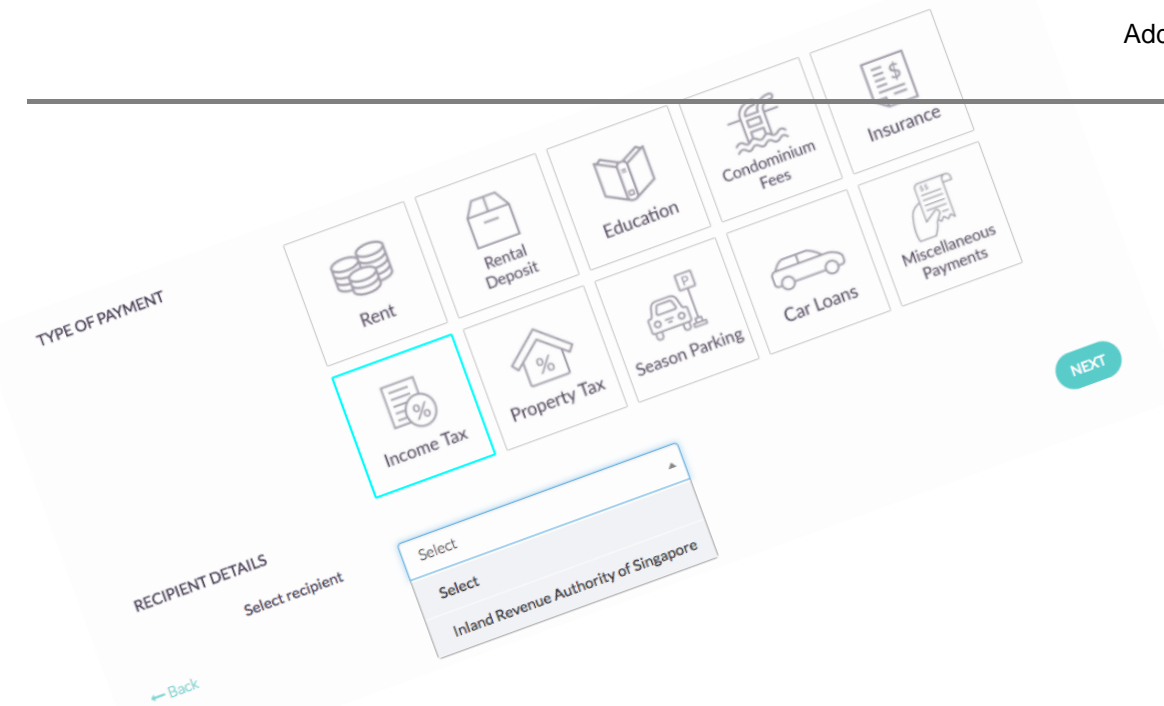 TYPE OF PAYMENT
Rent
Rental
Deposit
Education
Condominium
Fees
$
Insurance
%
Income Tax
%
Property Tax
P
Season Parking
Car Loans
Miscellaneous
Payments
NEXT
RECIPIENT DETAILS
Select recipient
Select
Select
Inland Revenue Authority of Singapore
← Back